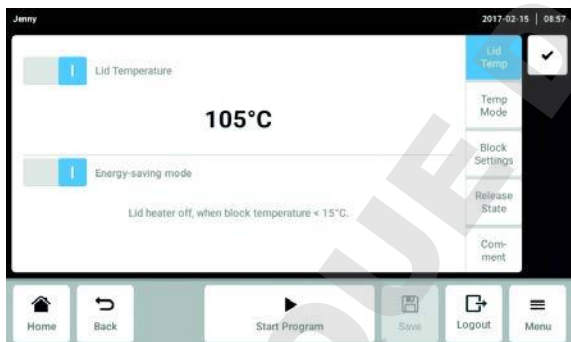 Jenny
2017-02-15 | 08:57
Lid Temperature
105°C
Energy-saving mode
Lid heater off, when block temperature < 15°C.
Lid
Temp
Temp
Mode
Block
Settings
Release
State
Com-
ment
Home
Back
Start Program
Save
Logout
Menu